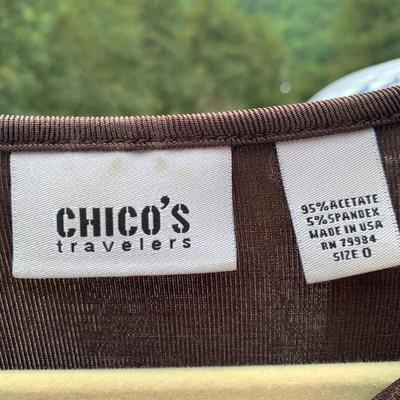 CHICO'S
travelers
95% ACETATE
5% SPANDEX
MADE IN USA
RN 79984
SIZE 0